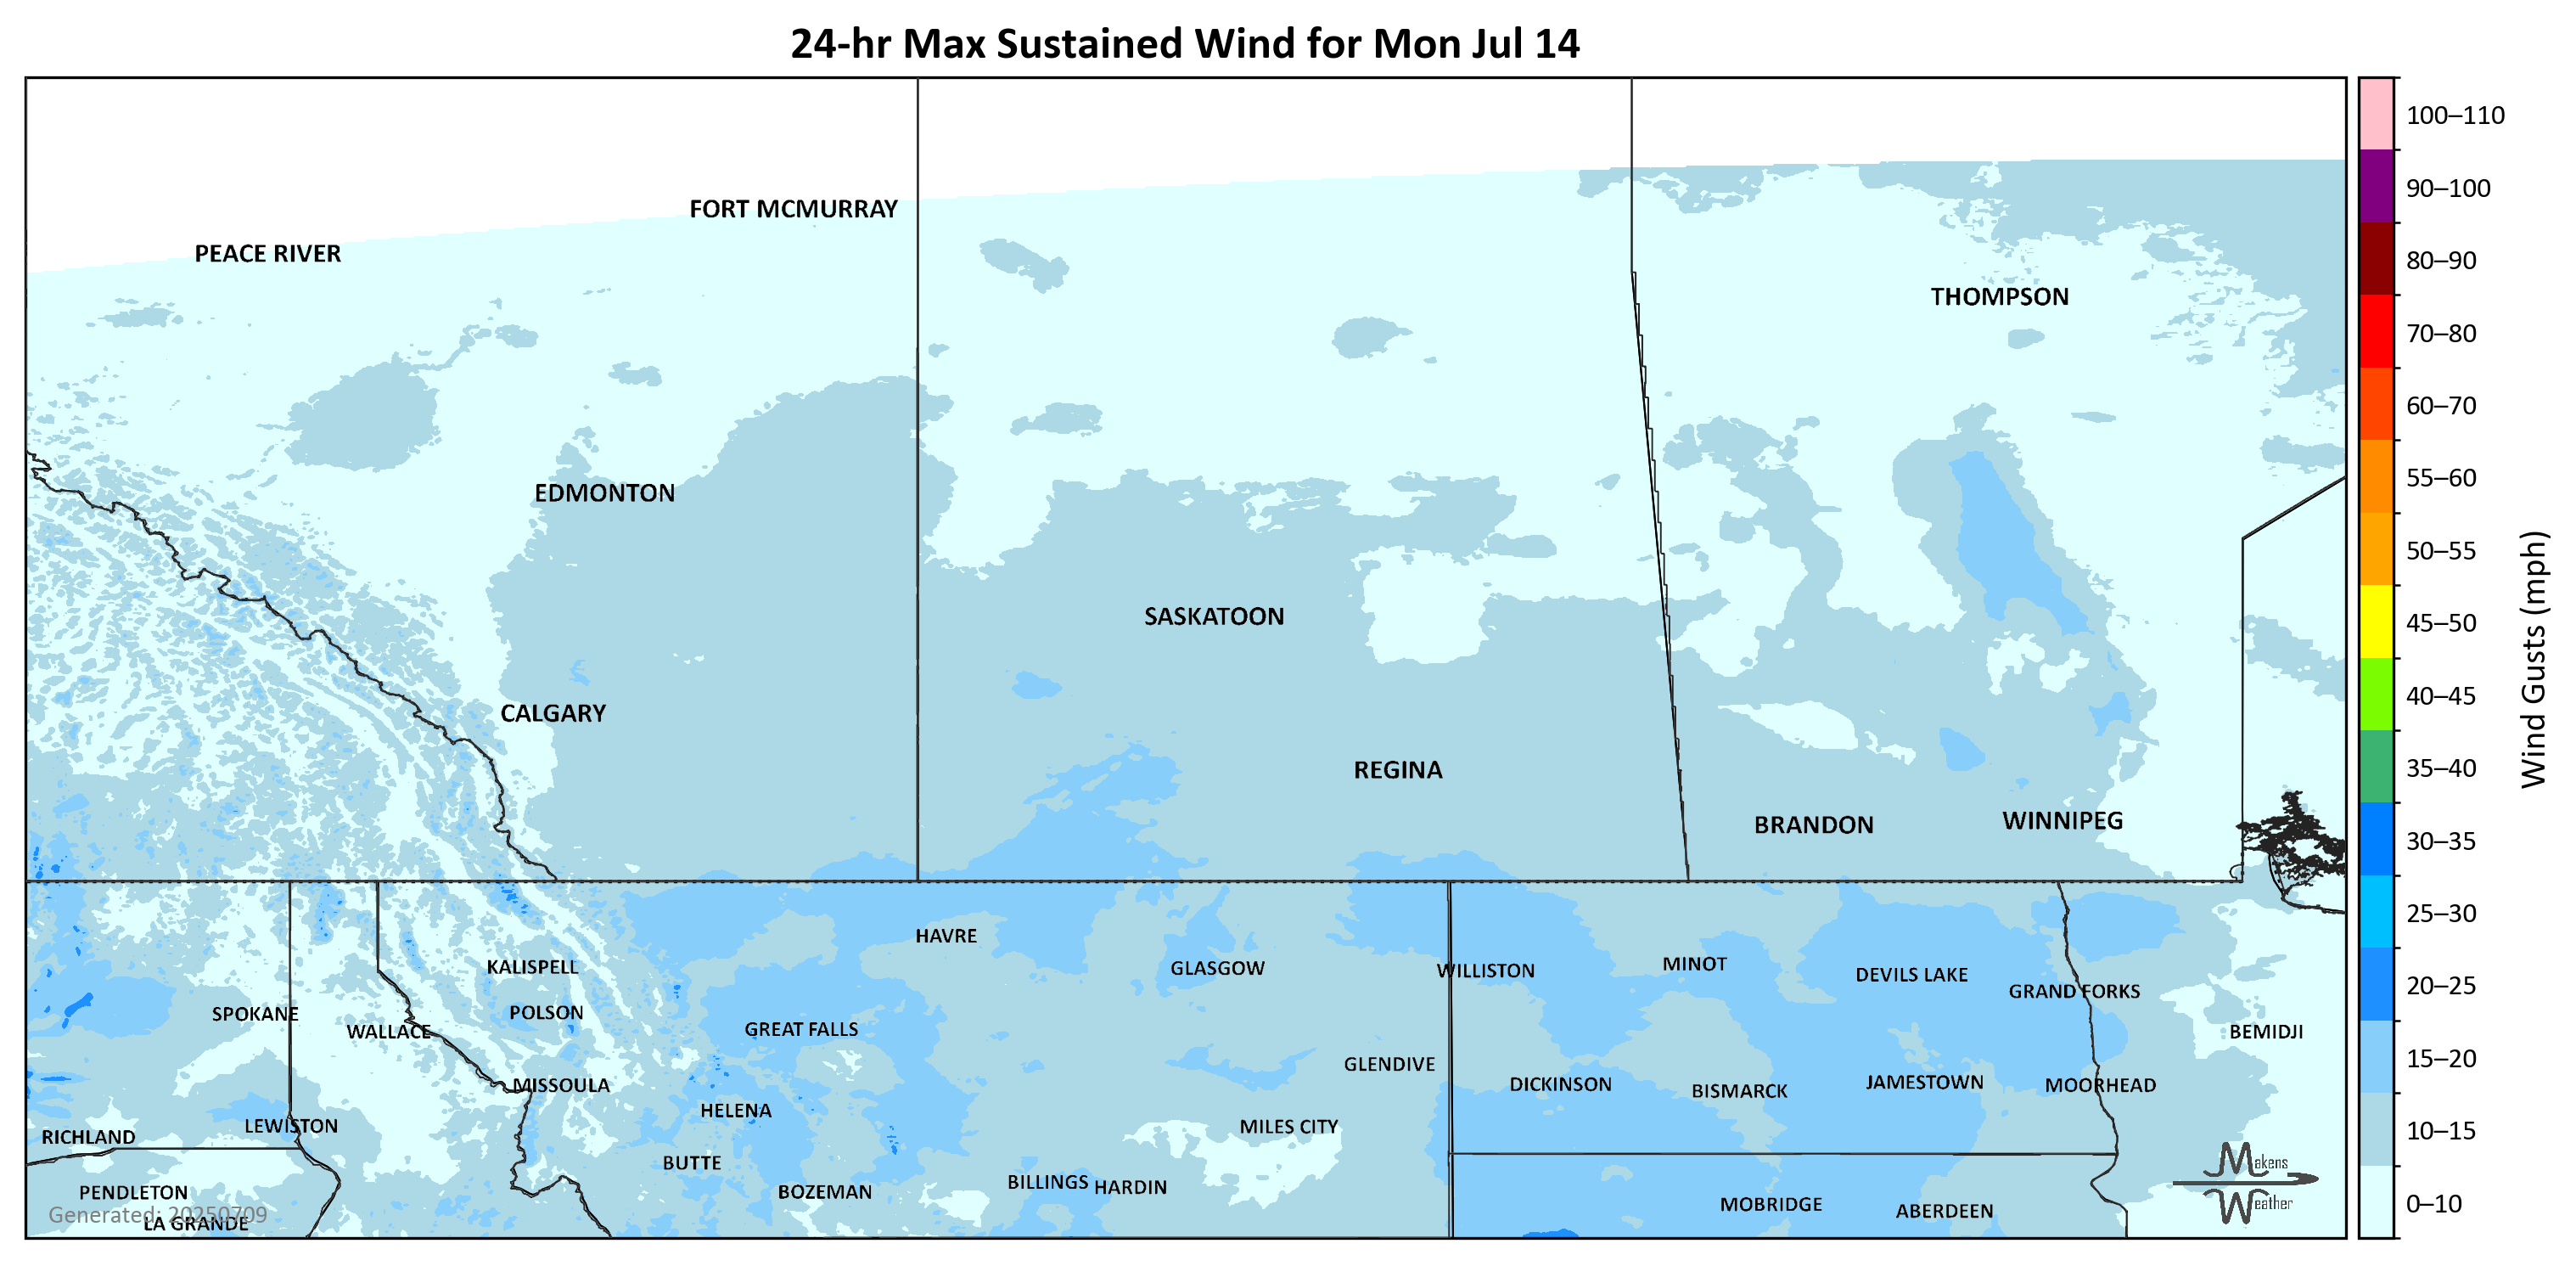 24-hr Max Sustained Wind for Mon Jul 14
100–110
90–100
80–90
70–80
60–70
55–60
50–55
45–50
40–45
35–40
30–35
25–30
20–25
15–20
10–15
0–10
Wind Gusts (mph)
FORT MCMURRAY
PEACE RIVER
THOMPSON
EDMONTON
SASKATOON
CALGARY
REGINA
WINNIPEG
BRANDON
HAVRE
MINOT
KALISPELL
GLASGOW
WILLISTON
DEVILS LAKE
GRAND FORKS
POLSON
SPOKANE
GREAT FALLS
WALLACE
BEMIDJI
GLENDIVE
JAMESTOWN
DICKINSON
MISSOULA
MOORHEAD
BISMARCK
HELENA
LEWISTON
MILES CITY
RICHLAND
BUTTE
BILLINGS
HARDIN
PENDLETON
BOZEMAN
MOBRIDGE
ABERDEEN
LA GRANDE
Generated: 20250709
Makens
Weather